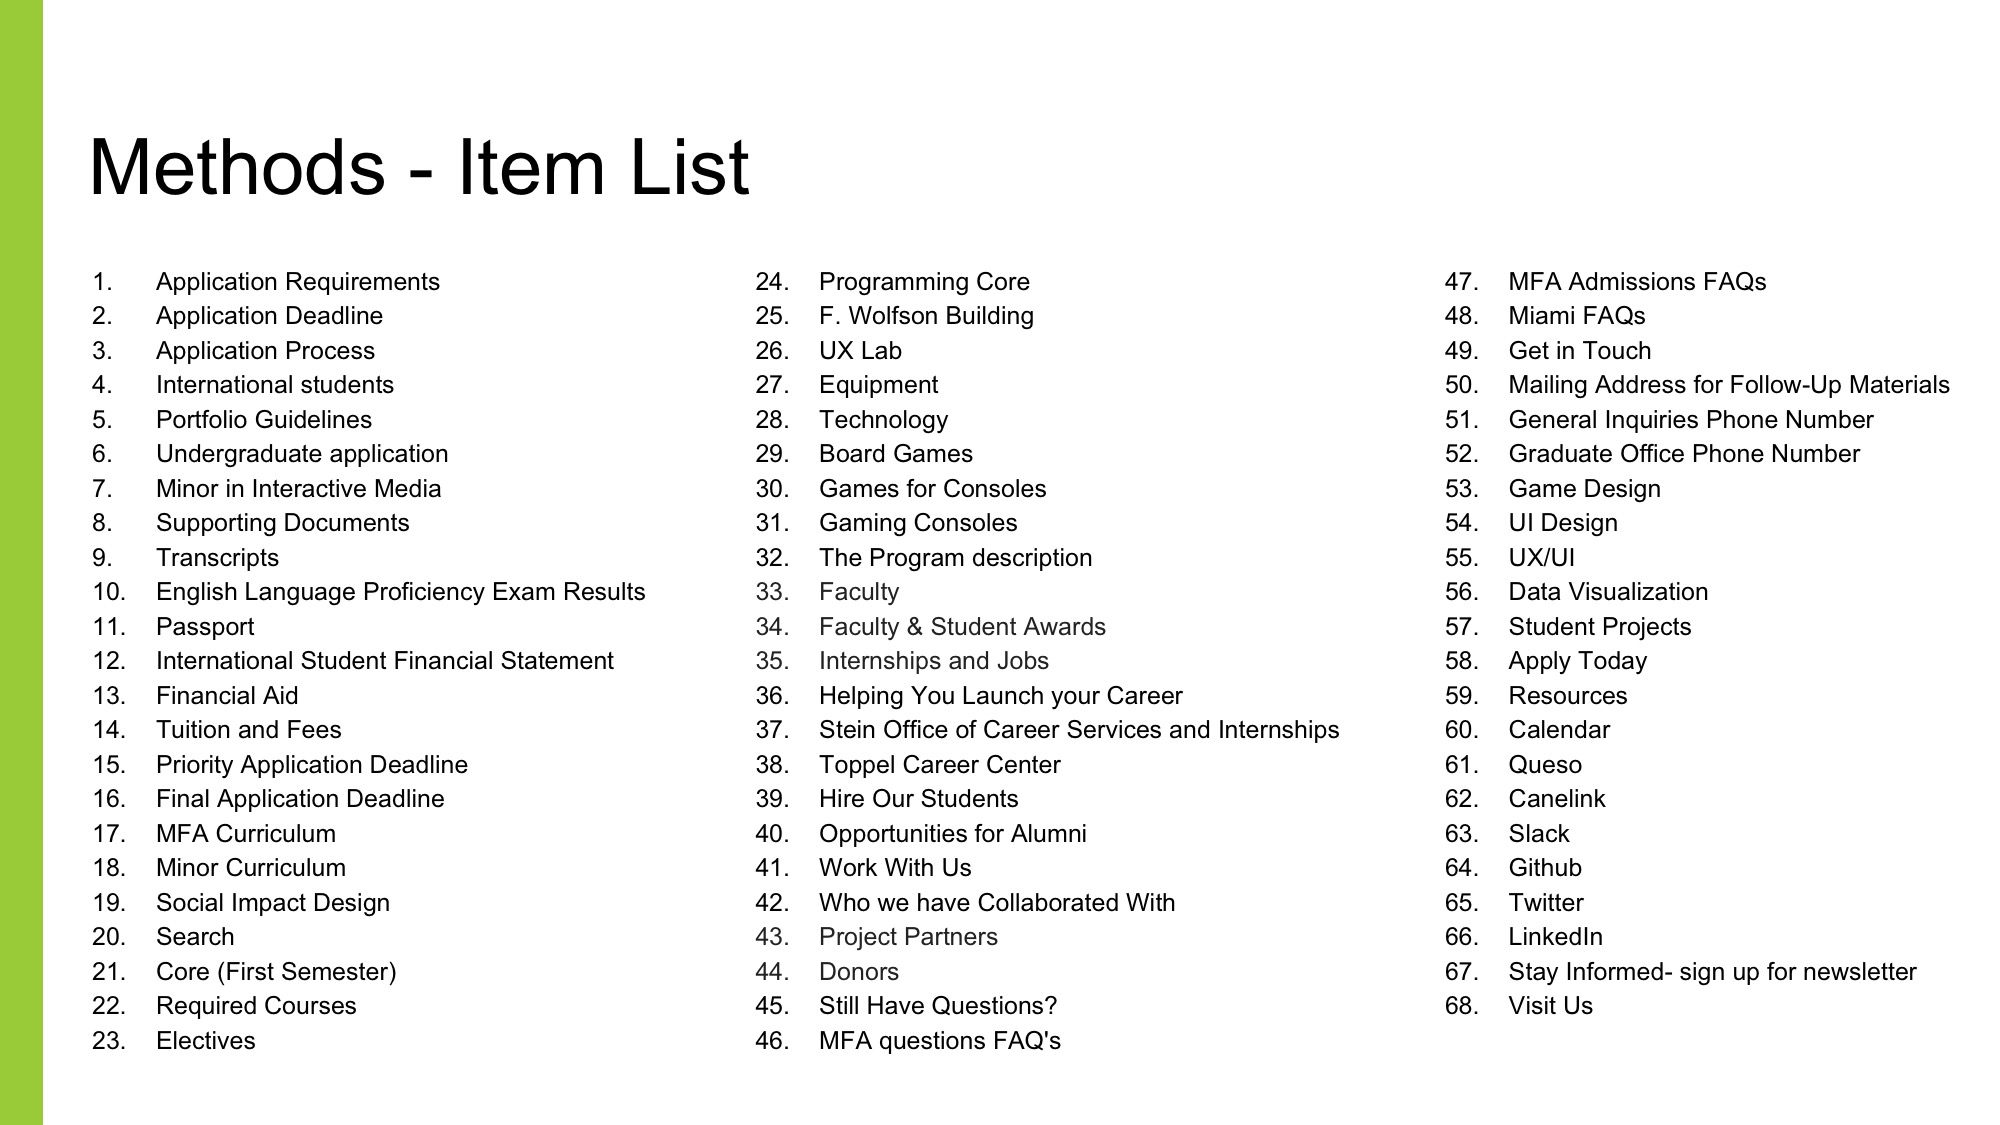 Methods - Item List
1. Application Requirements
2. Application Deadline
3. Application Process
4. International students
5. Portfolio Guidelines
6. Undergraduate application
7. Minor in Interactive Media
8. Supporting Documents
9. Transcripts
10. English Language Proficiency Exam Results
11. Passport
12. International Student Financial Statement
13. Financial Aid
14. Tuition and Fees
15. Priority Application Deadline
16. Final Application Deadline
17. MFA Curriculum
18. Minor Curriculum
19. Social Impact Design
20. Search
21. Core (First Semester)
22. Required Courses
23. Electives
24. Programming Core
25. F. Wolfson Building
26. UX Lab
27. Equipment
28. Technology
29. Board Games
30. Games for Consoles
31. Gaming Consoles
32. The Program description
33. Faculty
34. Faculty & Student Awards
35. Internships and Jobs
36. Helping You Launch your Career
37. Stein Office of Career Services and Internships
38. Toppel Career Center
39. Hire Our Students
40. Opportunities for Alumni
41. Work With Us
42. Who we have Collaborated With
43. Project Partners
44. Donors
45. Still Have Questions?
46. MFA questions FAQ's
47. MFA Admissions FAQs
48. Miami FAQs
49. Get in Touch
50. Mailing Address for Follow-Up Materials
51. General Inquiries Phone Number
52. Graduate Office Phone Number
53. Game Design
54. UI Design
55. UX/UI
56. Data Visualization
57. Student Projects
58. Apply Today
59. Resources
60. Calendar
61. Queso
62. Canelink
63. Slack
64. Github
65. Twitter
66. LinkedIn
67. Stay Informed- sign up for newsletter
68. Visit Us